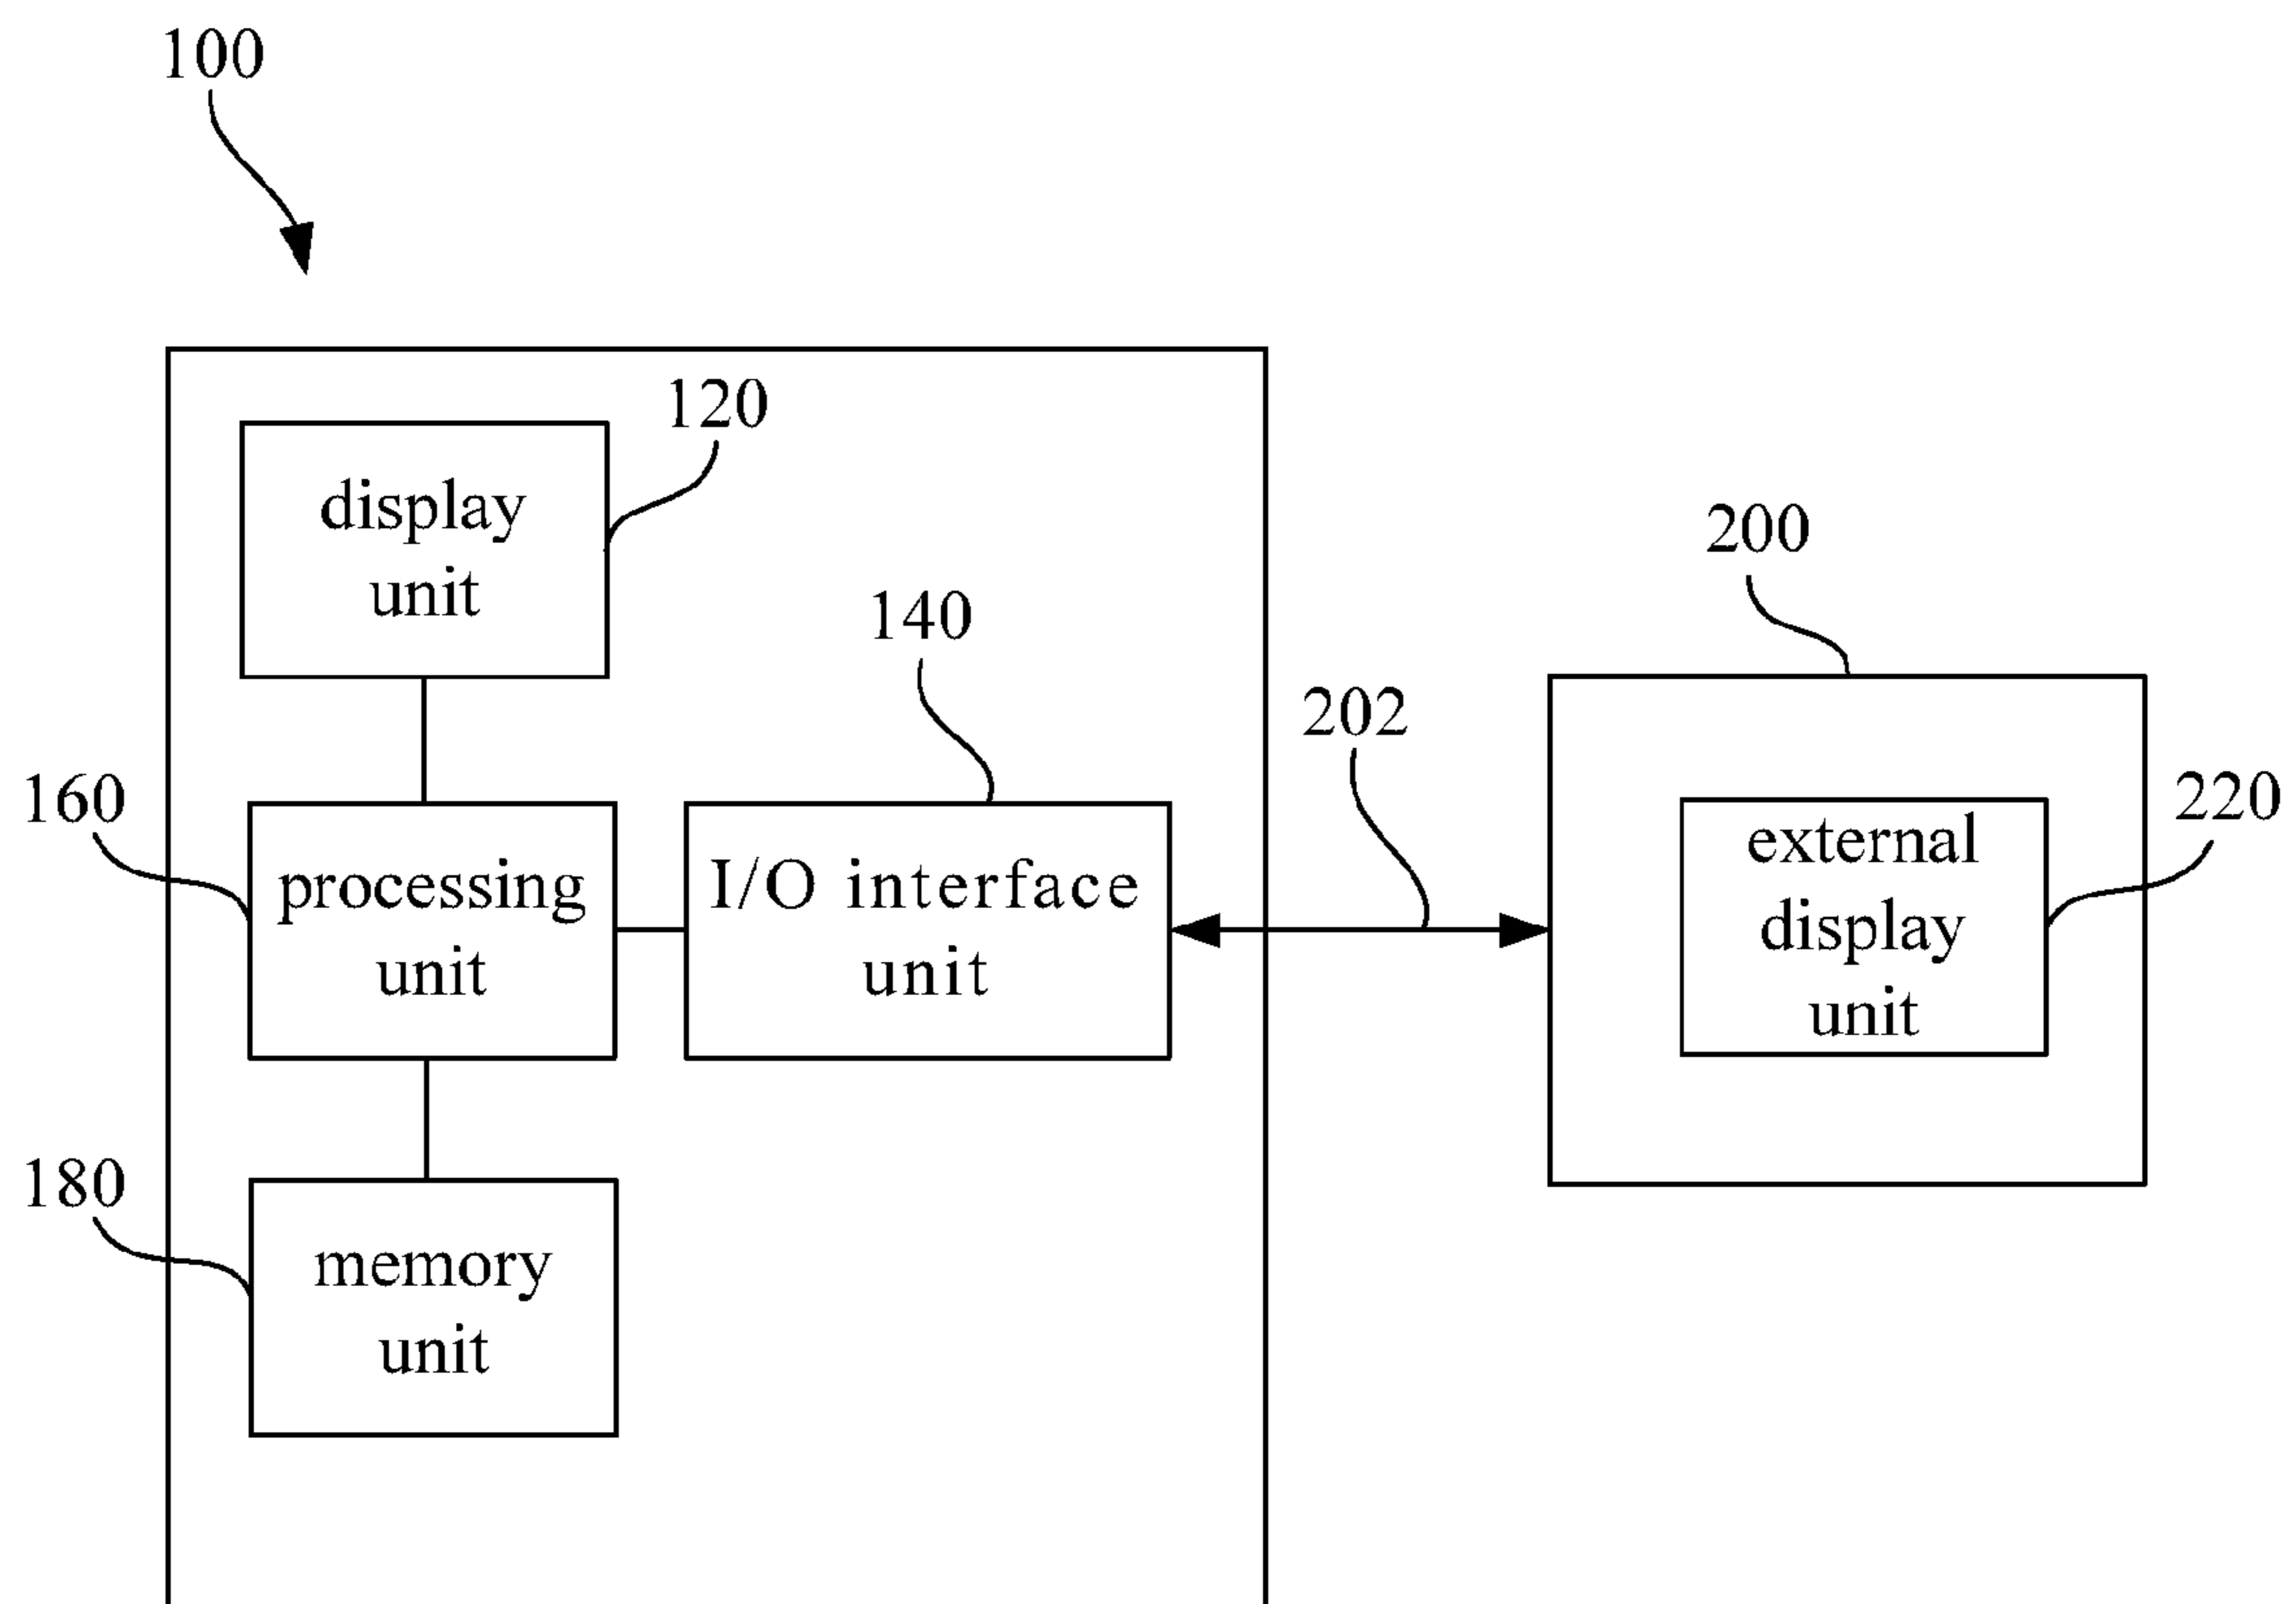 100
120
display
unit
140
200
202
160
220
processing
unit
I/O interface
unit
external
display
unit
180
memory
unit